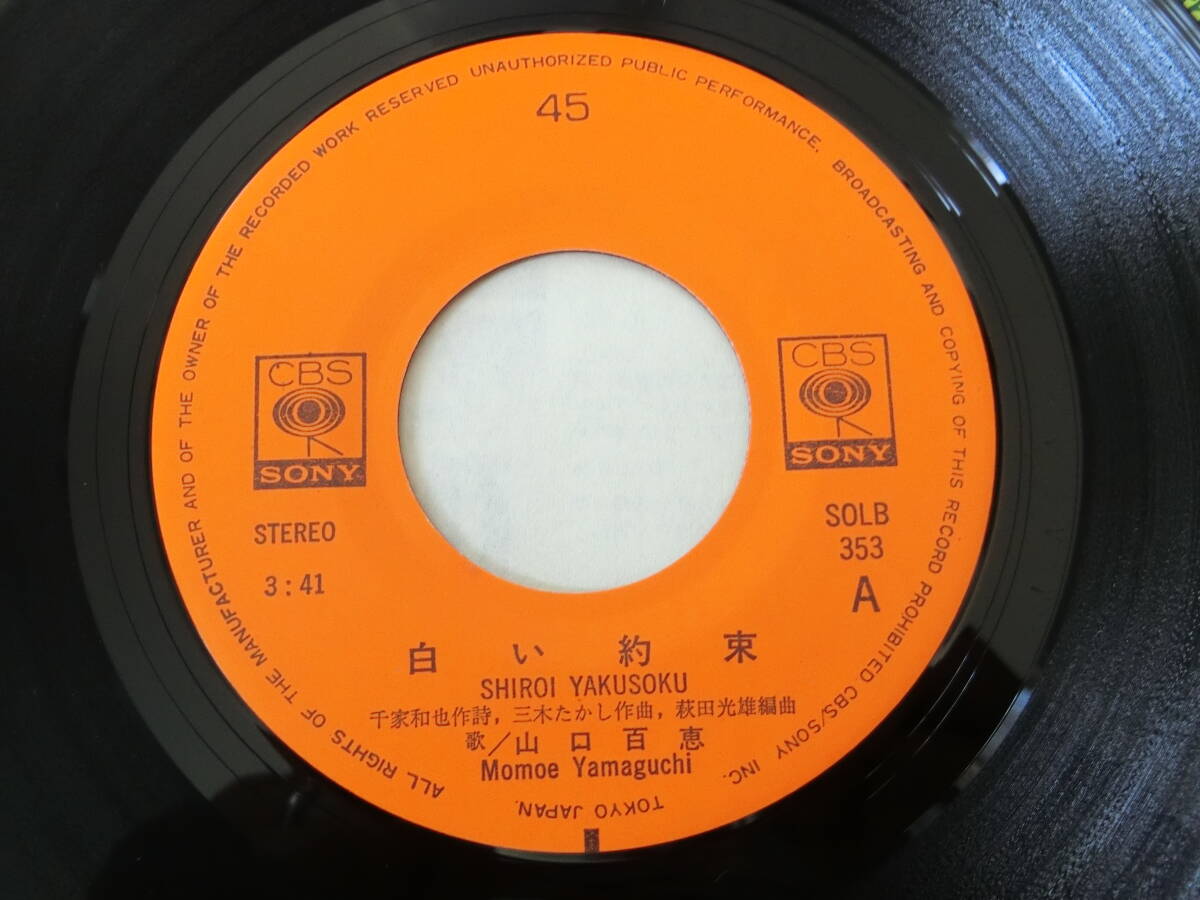 ALL RIGHTS OF THE MANUFACTURER AND OF THE OWNER OF THE RECORDED WORK RESERVED UNAUTHORIZED PUBLIC PERFORMANCE, BROADCASTING AND COPYING OF THIS RECORD PROHIBITED CBS/SONY INC.
TOKYO JAPAN.
45
CBS
SONY
CBS
SONY
STEREO
3:41
SOLB
353
A
白い約束
SHIROI YAKUSOKU
千家和也作詩, 三木たかし作曲, 萩田光雄編曲
歌/山口百恵
Momoe Yamaguchi